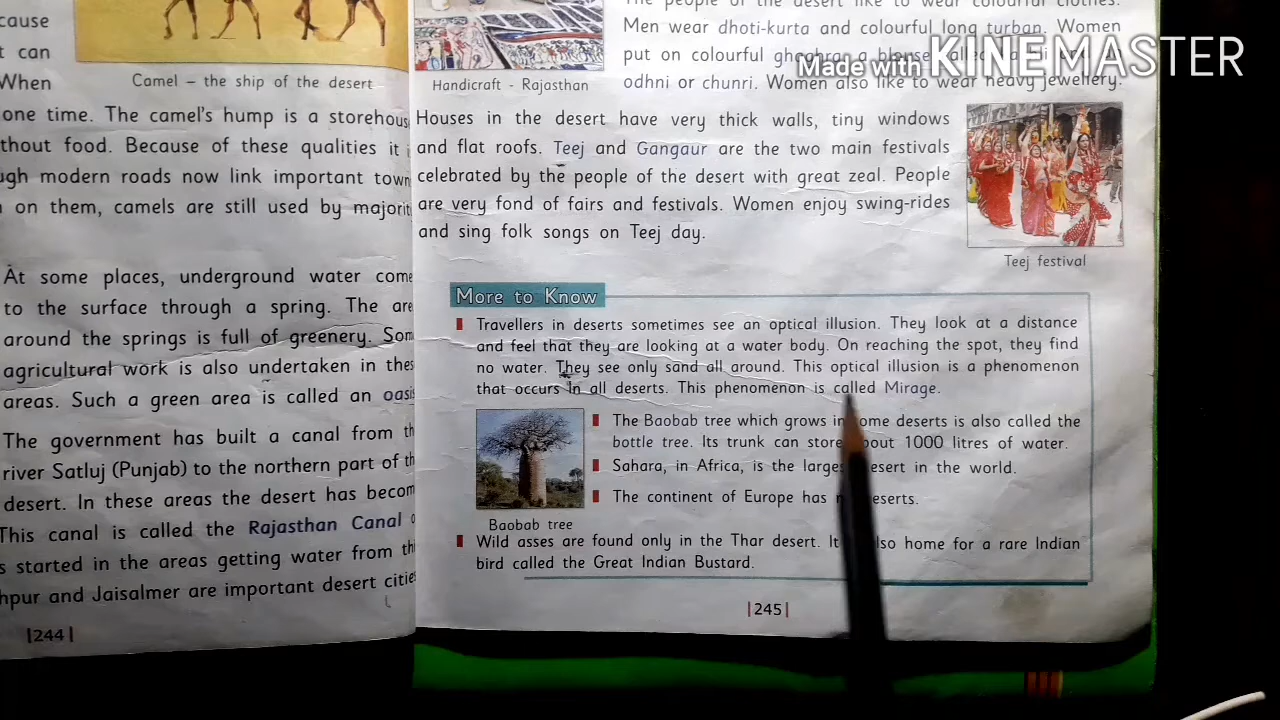 cause
t can
When
Camel – the ship of the desert
one time. The camel's hump is a storehous
thout food. Because of these qualities it i
ugh modern roads now link important town
on them, camels are still used by majorit
At some places, underground water come
to the surface through a spring. The are
around the springs is full of greenery. Som
agricultural work is also undertaken in thes
areas. Such a green area is called an oasis
The government has built a canal from th
river Satluj (Punjab) to the northern part of th
desert. In these areas the desert has becom
This canal is called the Rajasthan Canal
s started in the areas getting water from th
hpur and Jaisalmer are important desert citie
|244|
The people of the desert like to wear colourful clothes.
Men wear dhoti-kurta and colourful long turban. Women
put on colourful ghaghra, a blouse
odhni or chunri. Women also like to wear heavy jewellery.
Made with KINEMASTER
Handicraft - Rajasthan
Houses in the desert have very thick walls, tiny windows
and flat roofs. Teej and Gangaur are the two main festivals
celebrated by the people of the desert with great zeal. People
are very fond of fairs and festivals. Women enjoy swing-rides
and sing folk songs on Teej day.
Teej festival
More to Know
Travellers in deserts sometimes see an optical illusion. They look at a distance
and feel that they are looking at a water body. On reaching the spot, they find
no water. They see only sand all around. This optical illusion is a phenomenon
that occurs in all deserts. This phenomenon is called Mirage.
The Baobab tree which grows in some deserts is also called the
bottle tree. Its trunk can store about 1000 litres of water.
Sahara, in Africa, is the largest desert in the world.
The continent of Europe has deserts.
Baobab tree
Wild asses are found only in the Thar desert. It also home for a rare Indian
bird called the Great Indian Bustard.
|245|